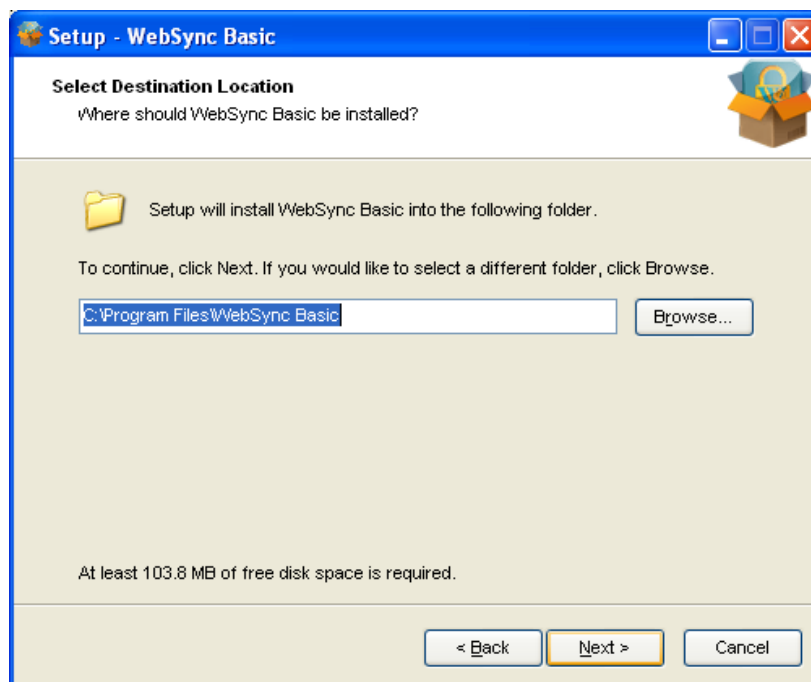 Setup - WebSync Basic
Select Destination Location
Where should WebSync Basic be installed?
Setup will install WebSync Basic into the following folder.
To continue, click Next. If you would like to select a different folder, click Browse.
C:\Program Files\WebSync Basic
Browse...
At least 103.8 MB of free disk space is required.
< Back
Next >
Cancel